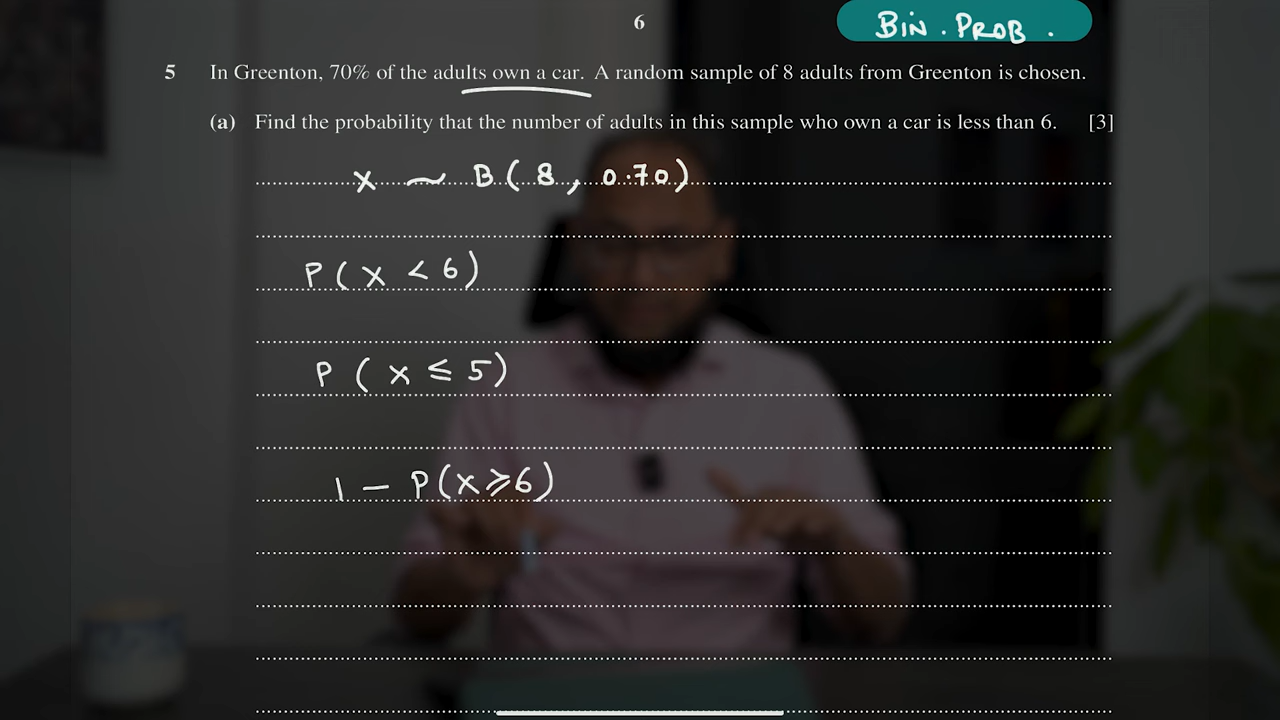 6
BIN. PROB.
5 In Greenton, 70% of the adults own a car. A random sample of 8 adults from Greenton is chosen.
(a) Find the probability that the number of adults in this sample who own a car is less than 6. [3]
X ~ B(8, 0.70)
P(X < 6)
P(X ≤ 5)
1 – P(X ⩾ 6)